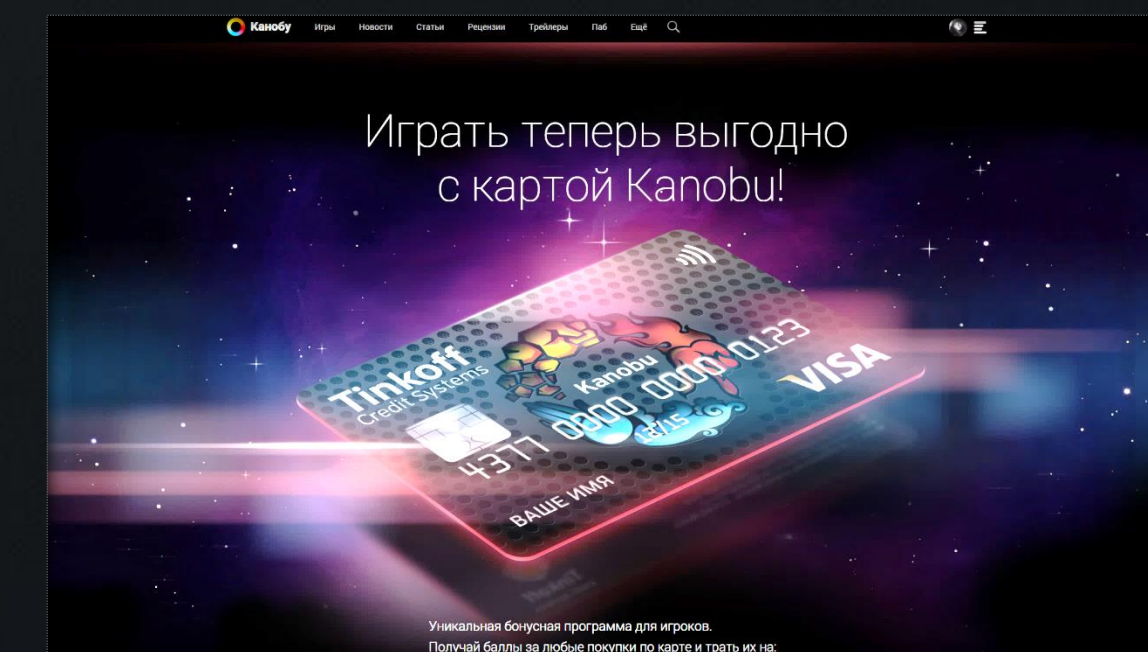 Канобу Игры Новости Статьи Рецензии Трейлеры Паб Ещё
Играть теперь выгодно
с картой Kanobu!
Tinkoff
Credit Systems
Kanobu
4377 0000 0000 0123
VISA
12/15
ВАШЕ ИМЯ
Уникальная бонусная программа для игроков.
Получай баллы за любые покупки по карте и трать их на: